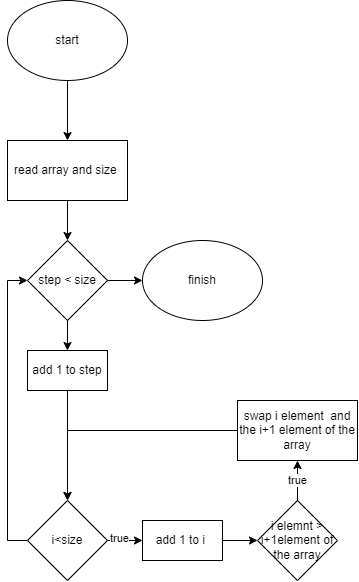 start
read array and size
step < size
finish
add 1 to step
swap i element and
the i+1 element of the
array
true
i<size
true
add 1 to i
i elemnt >
i+1element of
the array